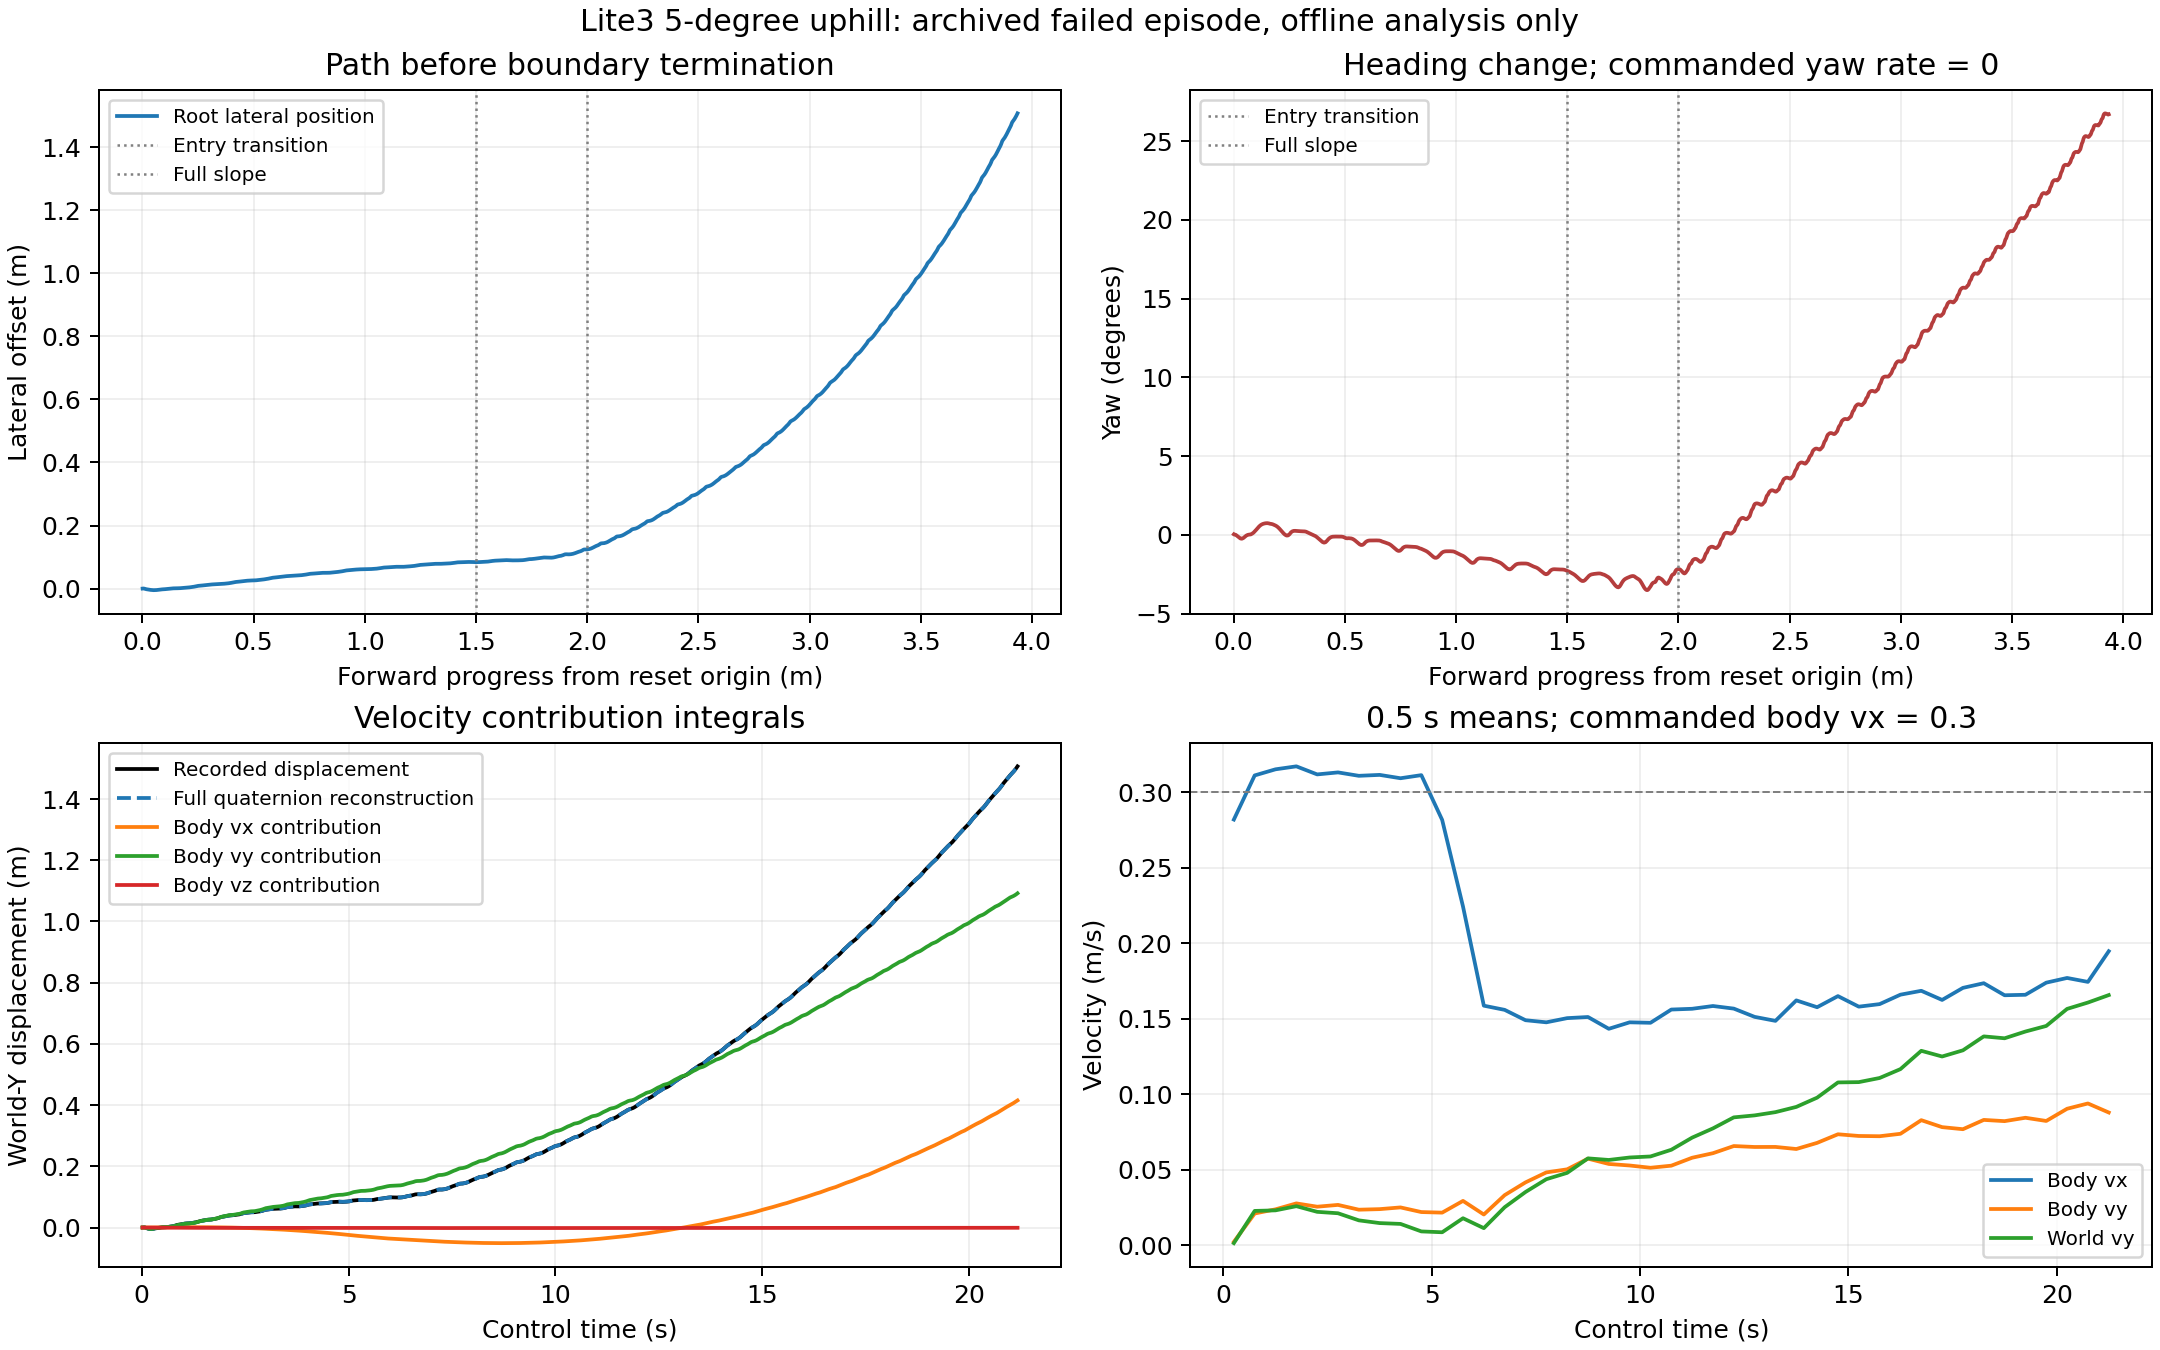 Lite3 5-degree uphill: archived failed episode, offline analysis only
Path before boundary termination
Root lateral position
Entry transition
Full slope
Lateral offset (m)
1.4
1.2
1.0
0.8
0.6
0.4
0.2
0.0
0.0 0.5 1.0 1.5 2.0 2.5 3.0 3.5 4.0
Forward progress from reset origin (m)
Heading change; commanded yaw rate = 0
Entry transition
Full slope
Yaw (degrees)
25
20
15
10
5
0
−5
0.0 0.5 1.0 1.5 2.0 2.5 3.0 3.5 4.0
Forward progress from reset origin (m)
Velocity contribution integrals
Recorded displacement
Full quaternion reconstruction
Body vx contribution
Body vy contribution
Body vz contribution
World-Y displacement (m)
1.4
1.2
1.0
0.8
0.6
0.4
0.2
0.0
0 5 10 15 20
Control time (s)
0.5 s means; commanded body vx = 0.3
Velocity (m/s)
0.30
0.25
0.20
0.15
0.10
0.05
0.00
Body vx
Body vy
World vy
0 5 10 15 20
Control time (s)